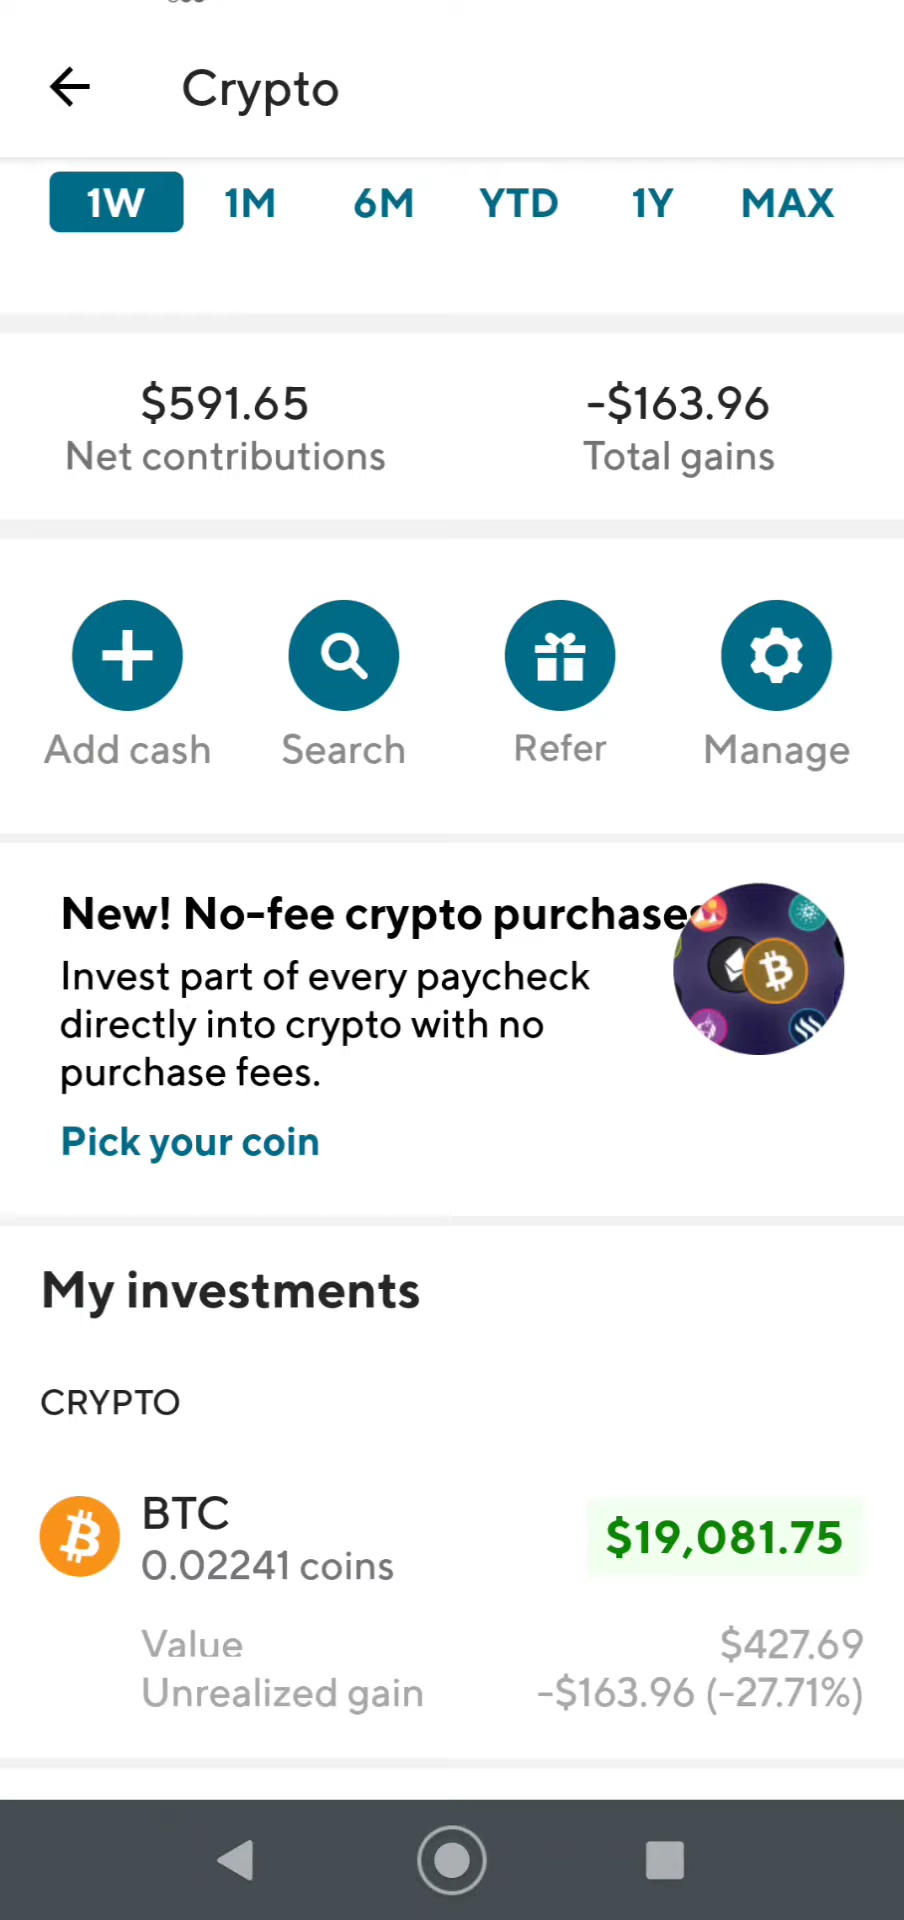 Crypto
1W 1M 6M YTD 1Y MAX
$591.65 -$163.96
Net contributions Total gains
Add cash Search Refer Manage
New! No-fee crypto purchases
Invest part of every paycheck
directly into crypto with no
purchase fees.
Pick your coin
My investments
CRYPTO
BTC
0.02241 coins
$19,081.75
Value $427.69
Unrealized gain -$163.96 (-27.71%)